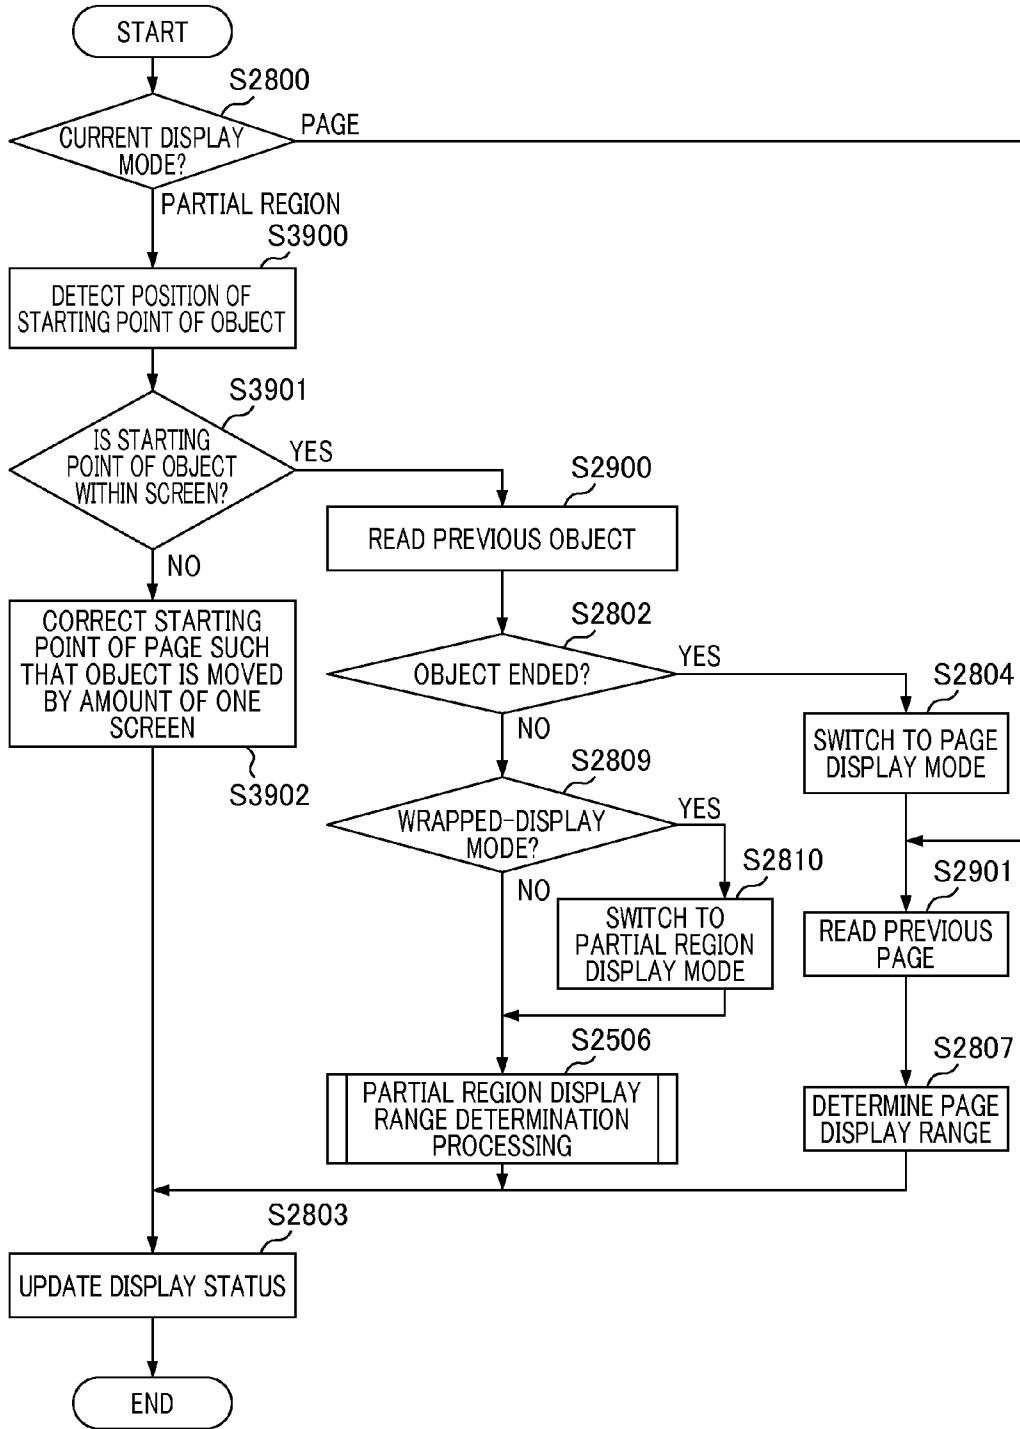 START
S2800
CURRENT DISPLAY
MODE?
PAGE
PARTIAL REGION
S3900
DETECT POSITION OF
STARTING POINT OF OBJECT
S3901
IS STARTING
POINT OF OBJECT
WITHIN SCREEN?
YES
NO
S2900
READ PREVIOUS OBJECT
CORRECT STARTING
POINT OF PAGE SUCH
THAT OBJECT IS MOVED
BY AMOUNT OF ONE
SCREEN
S3902
S2802
OBJECT ENDED?
YES
NO
S2804
SWITCH TO PAGE
DISPLAY MODE
S2809
WRAPPED-DISPLAY
MODE?
YES
NO
S2810
SWITCH TO
PARTIAL REGION
DISPLAY MODE
S2901
READ PREVIOUS
PAGE
S2506
PARTIAL REGION DISPLAY
RANGE DETERMINATION
PROCESSING
S2807
DETERMINE PAGE
DISPLAY RANGE
S2803
UPDATE DISPLAY STATUS
END